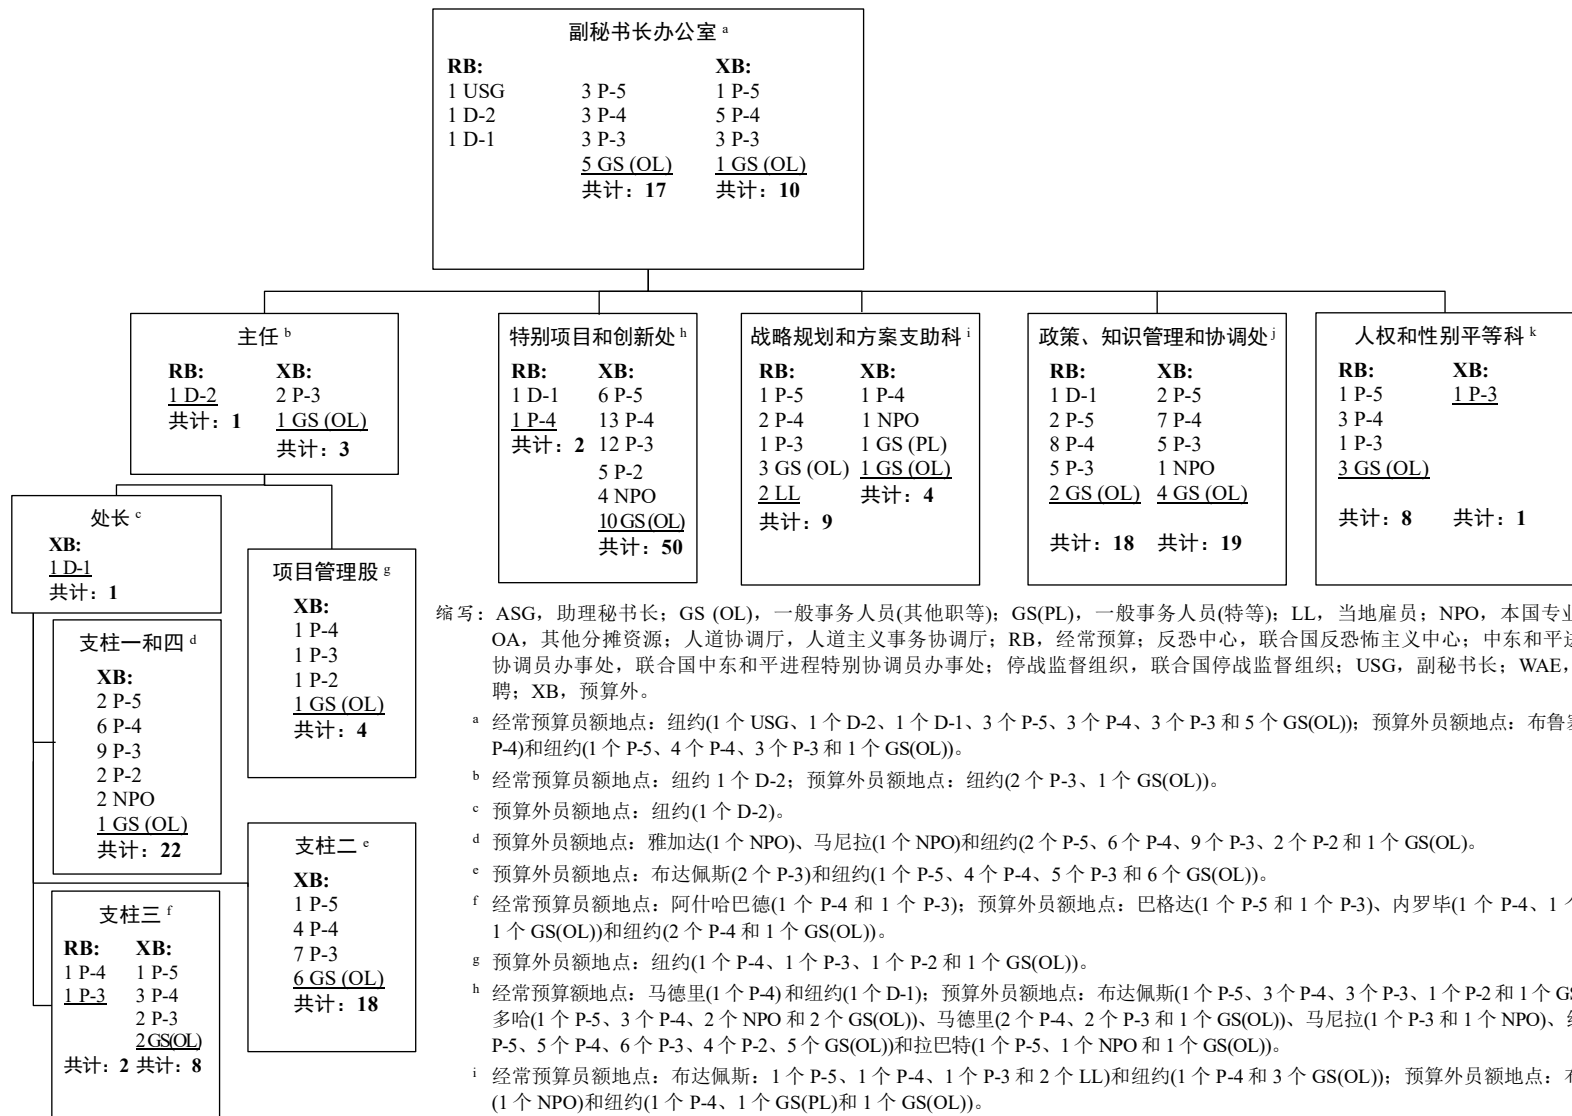 副秘书长办公室 a
RB: XB:
1 USG 3 P-5 1 P-5
1 D-2 3 P-4 5 P-4
1 D-1 3 P-3 3 P-3
5 GS (OL) 1 GS (OL)
共计：17 共计：10
主任 b
RB: XB:
1 D-2 2 P-3
共计：1 1 GS (OL)
共计：3
特别项目和创新处 h
RB: XB:
1 D-1 6 P-5
1 P-4 13 P-4
共计：2 12 P-3
5 P-2
4 NPO
10 GS (OL)
共计：50
战略规划和方案支助科 i
RB: XB:
1 P-5 1 P-4
2 P-4 1 NPO
1 P-3 1 GS (PL)
3 GS (OL) 1 GS (OL)
2 LL 共计：4
共计：9
政策、知识管理和协调处 j
RB: XB:
1 D-1 2 P-5
2 P-5 7 P-4
8 P-4 5 P-3
5 P-3 1 NPO
2 GS (OL) 4 GS (OL)
共计：18 共计：19
人权和性别平等科 k
RB: XB:
1 P-5 1 P-3
3 P-4
1 P-3
3 GS (OL)
共计：8 共计：1
处长 c
XB:
1 D-1
共计：1
项目管理股 g
XB:
1 P-4
1 P-3
1 P-2
1 GS (OL)
共计：4
支柱一和四 d
XB:
2 P-5
6 P-4
9 P-3
2 P-2
2 NPO
1 GS (OL)
共计：22
支柱二 e
XB:
1 P-5
4 P-4
7 P-3
6 GS (OL)
共计：18
支柱三 f
RB: XB:
1 P-4 1 P-5
1 P-3 3 P-4
2 P-3
2 GS(OL)
共计：2 共计：8
缩写：ASG，助理秘书长；GS (OL)，一般事务人员(其他职等)；GS(PL)，一般事务人员(特等)；LL，当地雇员；NPO，本国专业
OA，其他分摊资源；人道协调厅，人道主义事务协调厅；RB，经常预算；反恐中心，联合国反恐怖主义中心；中东和平进
协调员办事处，联合国中东和平进程特别协调员办事处；停战监督组织，联合国停战监督组织；USG，副秘书长；WAE，
聘；XB，预算外。
a 经常预算员额地点：纽约(1 个 USG、1 个 D-2、1 个 D-1、3 个 P-5、3 个 P-4、3 个 P-3 和 5 个 GS(OL))；预算外员额地点：布鲁塞
P-4)和纽约(1 个 P-5、4 个 P-4、3 个 P-3 和 1 个 GS(OL))。
b 经常预算员额地点：纽约 1 个 D-2；预算外员额地点：纽约(2 个 P-3、1 个 GS(OL))。
c 预算外员额地点：纽约(1 个 D-2)。
d 预算外员额地点：雅加达(1 个 NPO)、马尼拉(1 个 NPO)和纽约(2 个 P-5、6 个 P-4、9 个 P-3、2 个 P-2 和 1 个 GS(OL)。
e 预算外员额地点：布达佩斯(2 个 P-3)和纽约(1 个 P-5、4 个 P-4、5 个 P-3 和 6 个 GS(OL))。
f 经常预算员额地点：阿什哈巴德(1 个 P-4 和 1 个 P-3)；预算外员额地点：巴格达(1 个 P-5 和 1 个 P-3)、内罗毕(1 个 P-4、1 个
1 个 GS(OL))和纽约(2 个 P-4 和 1 个 GS(OL))。
g 预算外员额地点：纽约(1 个 P-4、1 个 P-3、1 个 P-2 和 1 个 GS(OL))。
h 经常预算额地点：马德里(1 个 P-4) 和纽约(1 个 D-1)；预算外员额地点：布达佩斯(1 个 P-5、3 个 P-4、3 个 P-3、1 个 P-2 和 1 个 GS
多哈(1 个 P-5、3 个 P-4、2 个 NPO 和 2 个 GS(OL))、马德里(2 个 P-4、2 个 P-3 和 1 个 GS(OL))、马尼拉(1 个 P-3 和 1 个 NPO)、纽
P-5、5 个 P-4、6 个 P-3、4 个 P-2、5 个 GS(OL))和拉巴特(1 个 P-5、1 个 NPO 和 1 个 GS(OL))。
i 经常预算员额地点：布达佩斯：1 个 P-5、1 个 P-4、1 个 P-3 和 2 个 LL)和纽约(1 个 P-4 和 3 个 GS(OL))；预算外员额地点：布
(1 个 NPO)和纽约(1 个 P-4、1 个 GS(PL)和 1 个 GS(OL))。